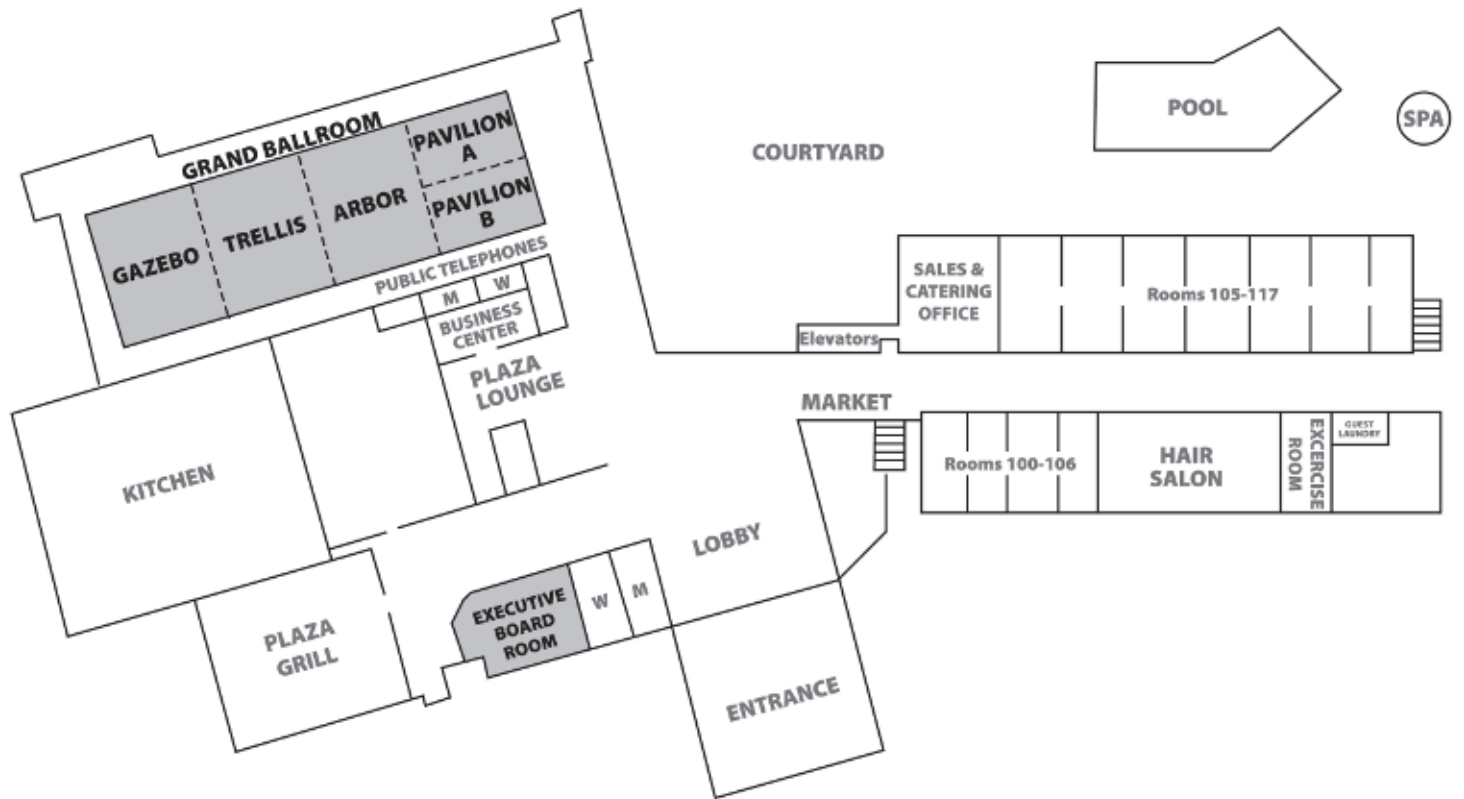 GRAND BALLROOM
PAVILION
A
PAVILION
B
ARBOR
TRELLIS
GAZEBO
PUBLIC TELEPHONES
M
W
BUSINESS
CENTER
PLAZA
LOUNGE
KITCHEN
PLAZA
GRILL
EXECUTIVE
BOARD
ROOM
W
M
LOBBY
ENTRANCE
COURTYARD
POOL
SPA
SALES &
CATERING
OFFICE
Rooms 105-117
Elevators
MARKET
Rooms 100-106
HAIR
SALON
EXCERCISE
ROOM
GUEST
LAUNDRY